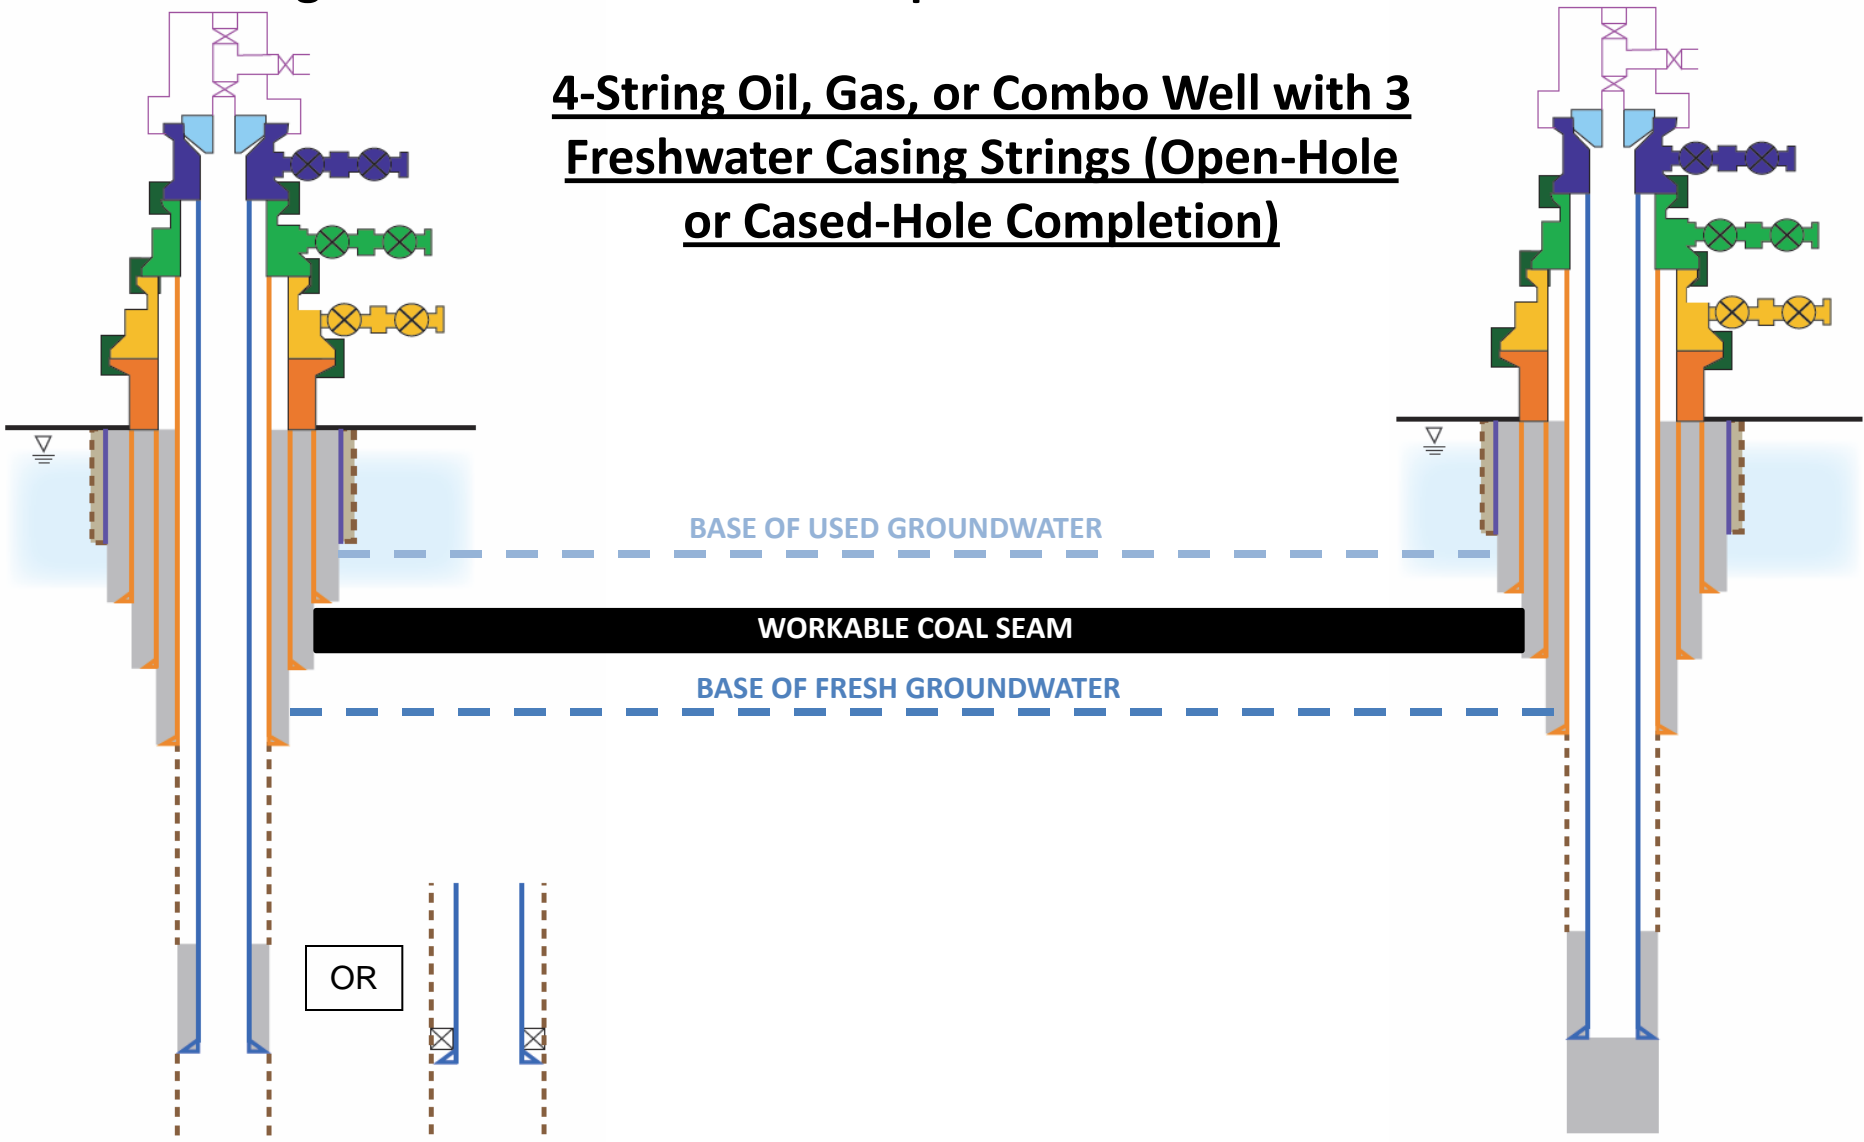 4-String Oil, Gas, or Combo Well with 3
Freshwater Casing Strings (Open-Hole
or Cased-Hole Completion)
BASE OF USED GROUNDWATER
WORKABLE COAL SEAM
BASE OF FRESH GROUNDWATER
OR